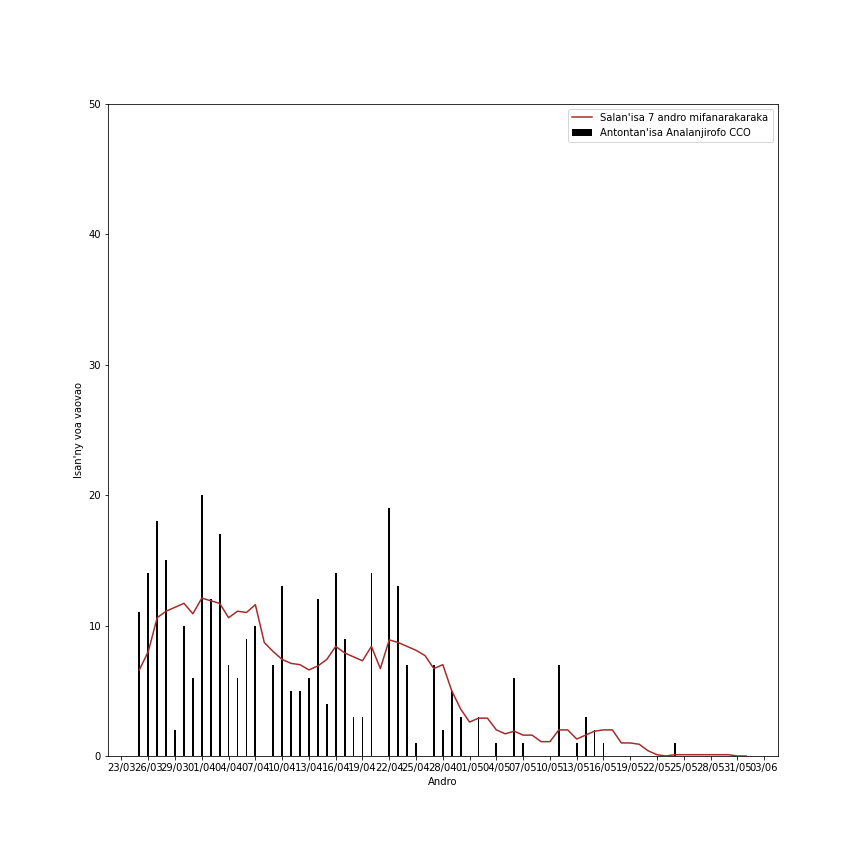 Salan'isa 7 andro mifanarakaraka
Antontan'isa Analanjirofo CCO
50
40
30
20
10
0
Isan'ny voa vaovao
23/03 26/03 29/03 01/04 04/04 07/04 10/04 13/04 16/04 19/04 22/04 25/04 28/04 01/05 04/05 07/05 10/05 13/05 16/05 19/05 22/05 25/05 28/05 31/05 03/06
Andro